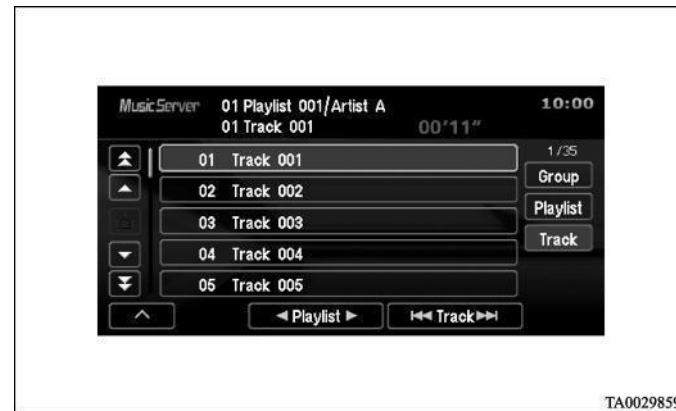 MusicServer 01 Playlist 001/Artist A 10:00
01 Track 001 00'11"
1/35
01 Track 001
Group
02 Track 002
Playlist
03 Track 003
Track
04 Track 004
05 Track 005
◄ Playlist ► I◄◄ Track ►►I
TA0029859